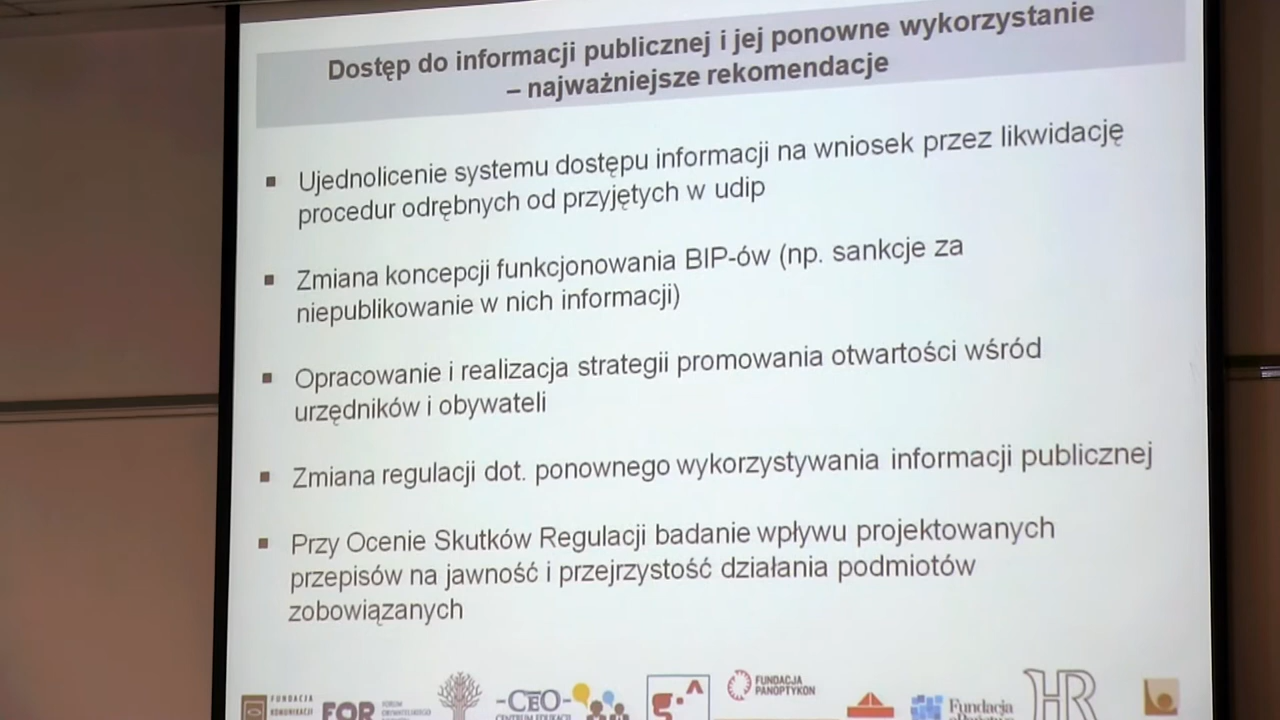 Dostęp do informacji publicznej i jej ponowne wykorzystanie
– najważniejsze rekomendacje
Ujednolicenie systemu dostępu informacji na wniosek przez likwidację
procedur odrębnych od przyjętych w udip
Zmiana koncepcji funkcjonowania BIP-ów (np. sankcje za
niepublikowanie w nich informacji)
Opracowanie i realizacja strategii promowania otwartości wśród
urzędników i obywateli
Zmiana regulacji dot. ponownego wykorzystywania informacji publicznej
Przy Ocenie Skutków Regulacji badanie wpływu projektowanych
przepisów na jawność i przejrzystość działania podmiotów
zobowiązanych
FUNDACJA
KOMUNIKACJI
FOR
FORUM
OBYWATELSKIEGO
-CEO-
CENTRUM EDUKACJI
FUNDACJA
PANOPTYKON
Fundacja
HR